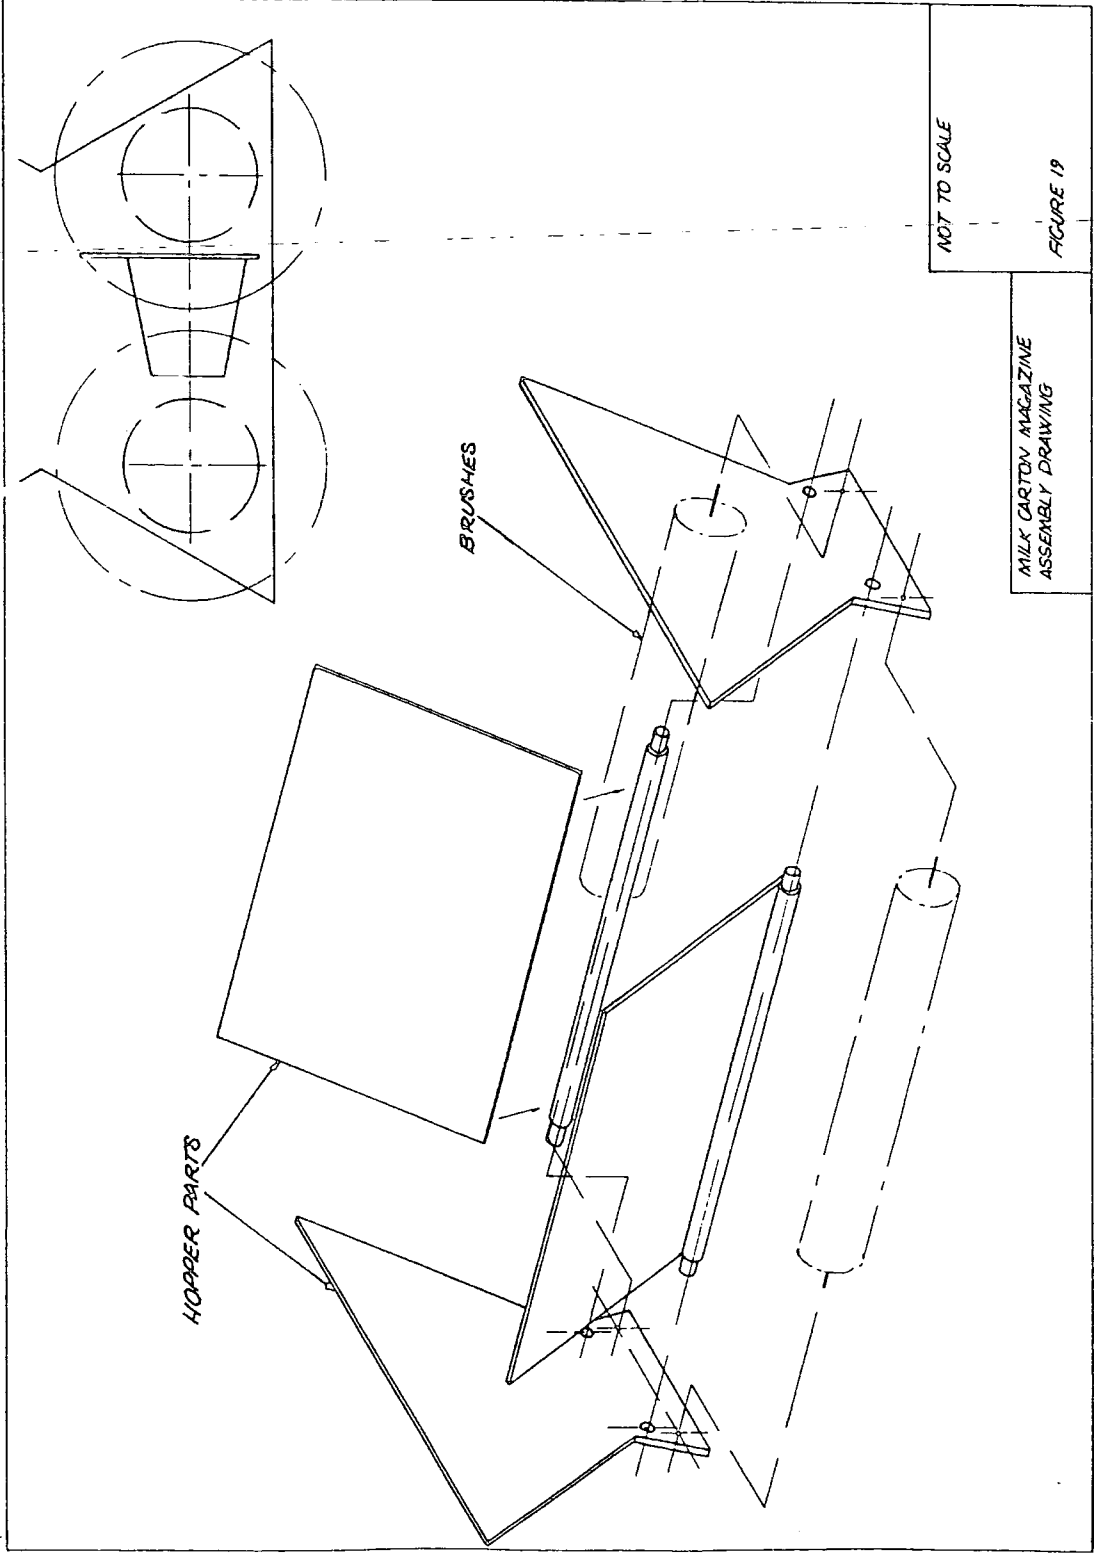 HOPPER PARTS
BRUSHES
MILK CARTON MAGAZINE
ASSEMBLY DRAWING
NOT TO SCALE
FIGURE 19